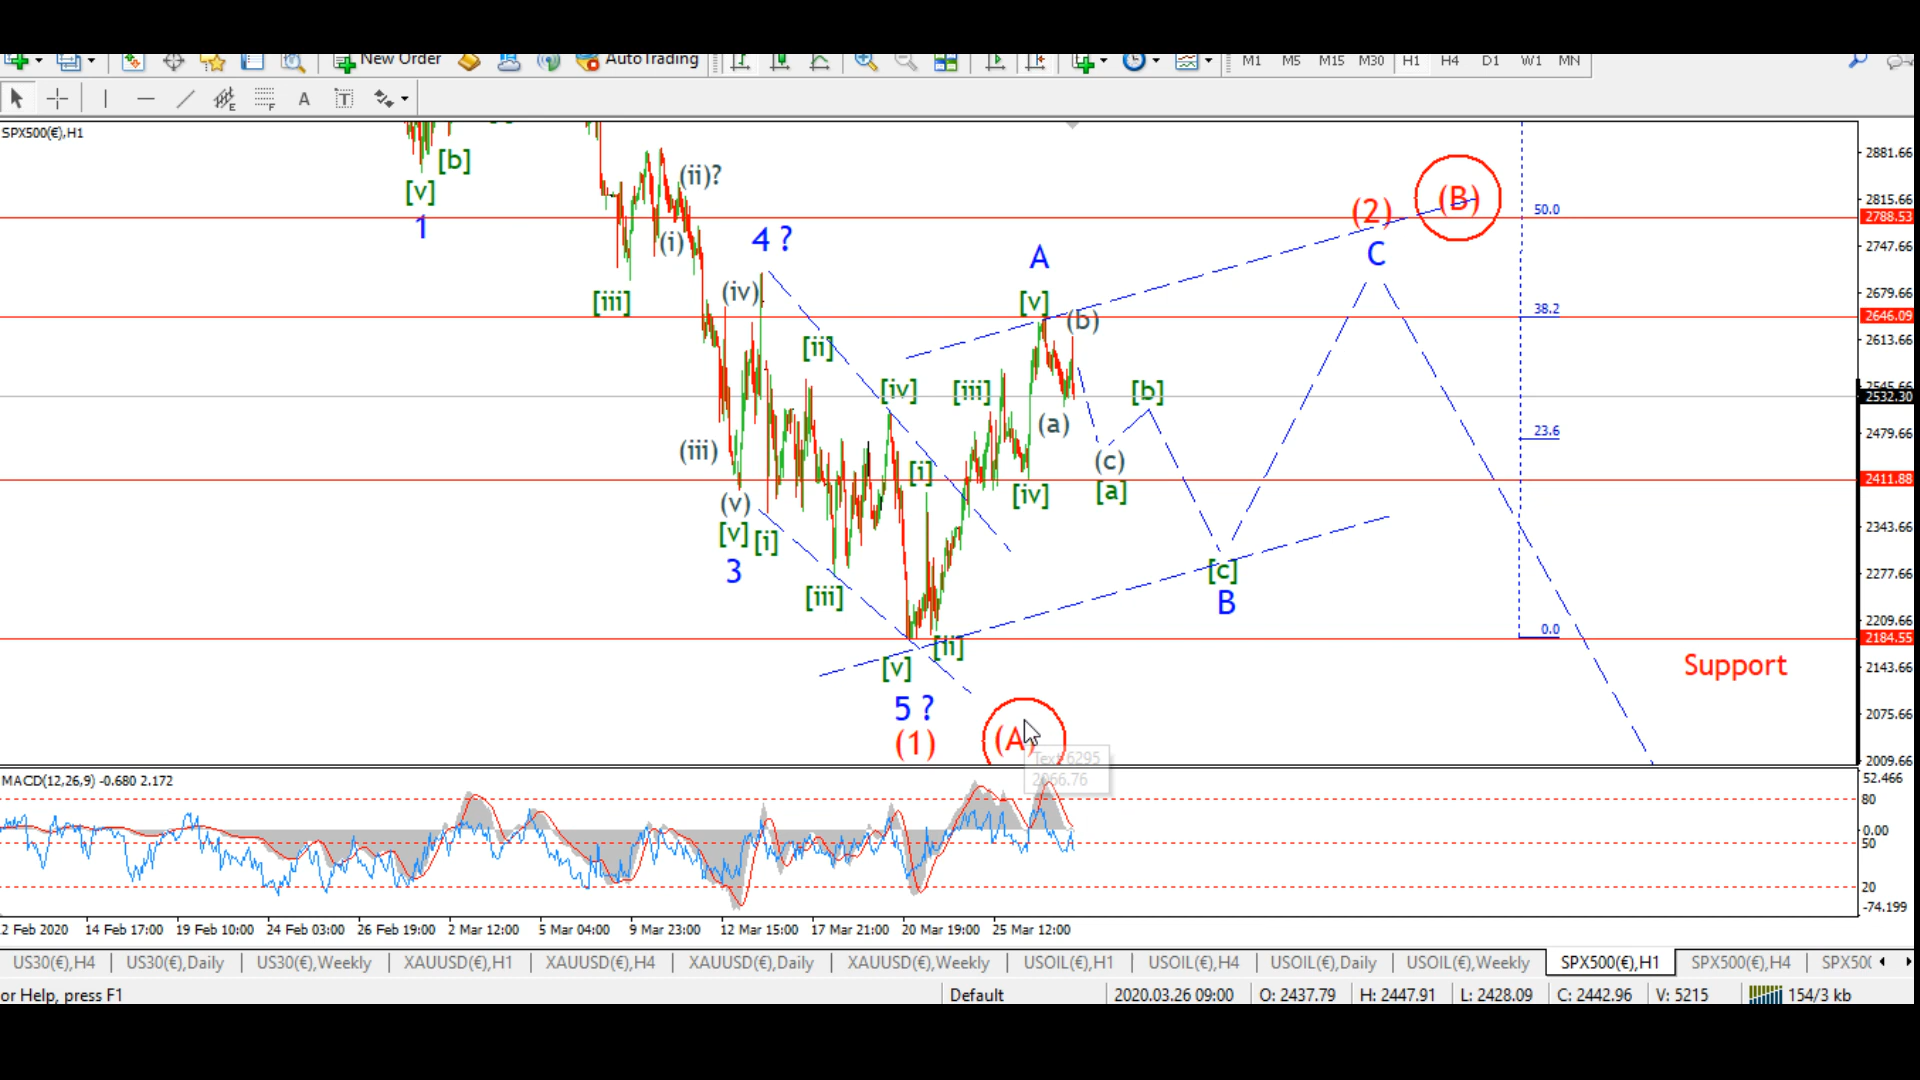 New Order AutoTrading M1 M5 M15 M30 H1 H4 D1 W1 MN
E F A T
SPX500(€),H1
[b]
[v]
1
(ii)?
(i)
[iii]
4 ?
(iv)
[ii]
(iii)
(v)
[v] [i]
3
[iii]
[iv]
[i]
[iii]
[v]
[ii]
5 ?
(1)
(A)
A
[v]
(b)
(a)
[iv]
[b]
(c)
[a]
[c]
B
(2)
C
(B)
50.0
38.2
23.6
0.0
Support
2881.66
2815.66
2788.53
2747.66
2679.66
2646.09
2613.66
2545.66
2532.30
2479.66
2411.88
2343.66
2277.66
2209.66
2184.55
2143.66
2075.66
2009.66
Text 6295
2066.76
MACD(12,26,9) -0.680 2.172
52.466
80
0.00
50
20
-74.199
2 Feb 2020 14 Feb 17:00 19 Feb 10:00 24 Feb 03:00 26 Feb 19:00 2 Mar 12:00 5 Mar 04:00 9 Mar 23:00 12 Mar 15:00 17 Mar 21:00 20 Mar 19:00 25 Mar 12:00
US30(€),H4 US30(€),Daily US30(€),Weekly XAUUSD(€),H1 XAUUSD(€),H4 XAUUSD(€),Daily XAUUSD(€),Weekly USOIL(€),H1 USOIL(€),H4 USOIL(€),Daily USOIL(€),Weekly SPX500(€),H1 SPX500(€),H4 SPX500(
or Help, press F1 Default 2020.03.26 09:00 O: 2437.79 H: 2447.91 L: 2428.09 C: 2442.96 V: 5215 154/3 kb